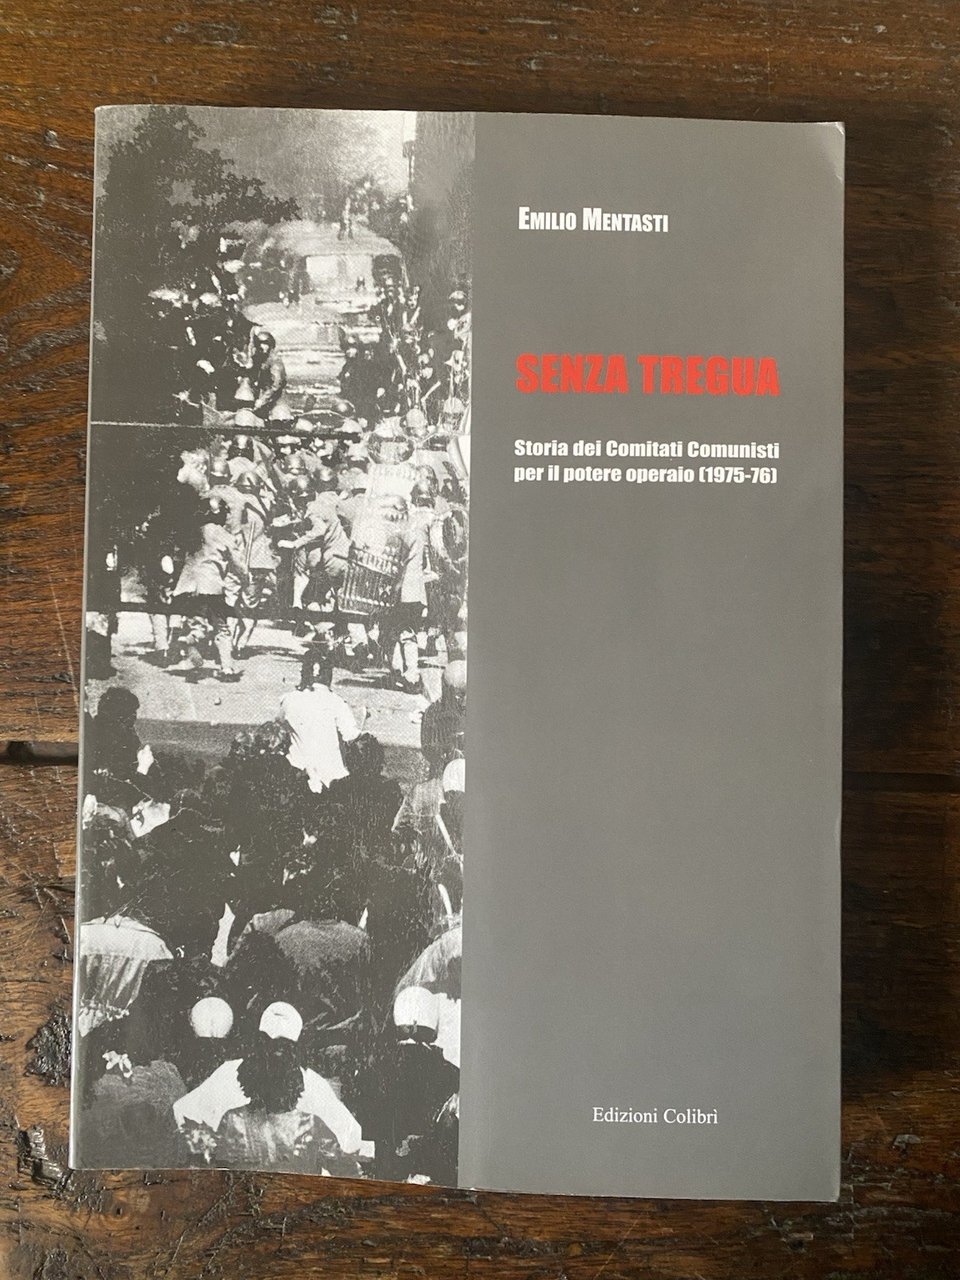 EMILIO MENTASTI
SENZA TREGUA
Storia dei Comitati Comunisti
per il potere operaio (1975-76)
Edizioni Colibrì